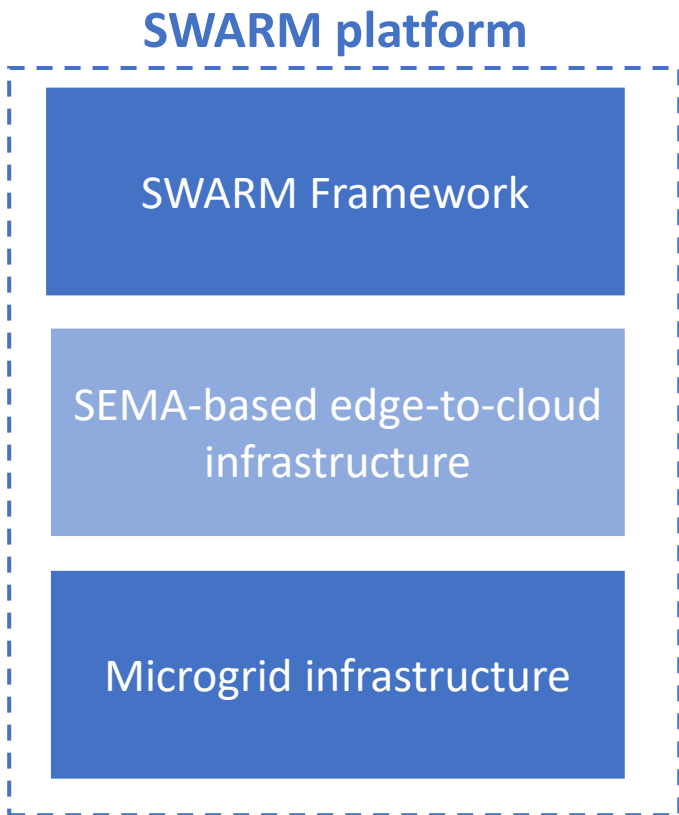 SWARM platform
SWARM Framework
SEMA-based edge-to-cloud
infrastructure
Microgrid infrastructure